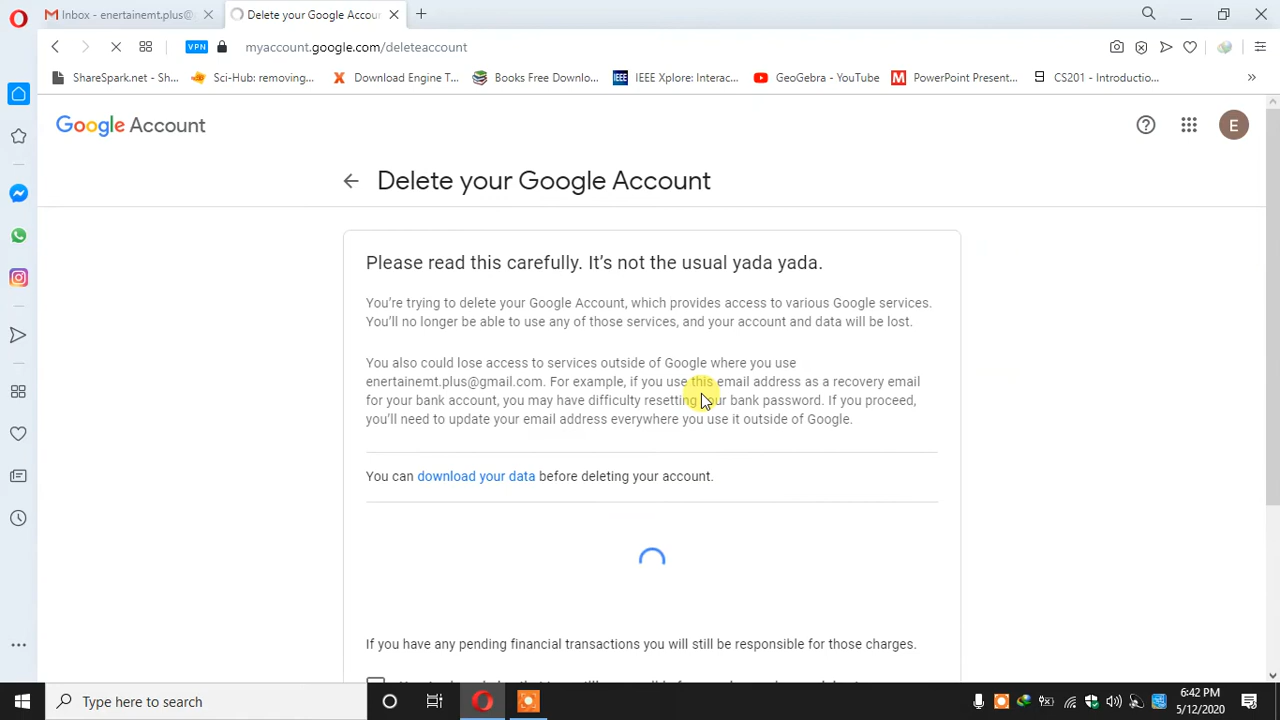 Inbox - enertainemt.plus@
Delete your Google Accou
VPN
myaccount.google.com/deleteaccount
ShareSpark.net - Sh...
Sci-Hub: removing...
Download Engine T...
Books Free Downlo...
IEEE
IEEE Xplore: Interac...
GeoGebra - YouTube
M
PowerPoint Present...
CS201 - Introductio...
»
Google Account
E
Delete your Google Account
Please read this carefully. It's not the usual yada yada.
You're trying to delete your Google Account, which provides access to various Google services.
You'll no longer be able to use any of those services, and your account and data will be lost.
You also could lose access to services outside of Google where you use
enertainemt.plus@gmail.com. For example, if you use this email address as a recovery email
for your bank account, you may have difficulty resetting your bank password. If you proceed,
you'll need to update your email address everywhere you use it outside of Google.
You can download your data before deleting your account.
If you have any pending financial transactions you will still be responsible for those charges.
Type here to search
6:42 PM
5/12/2020